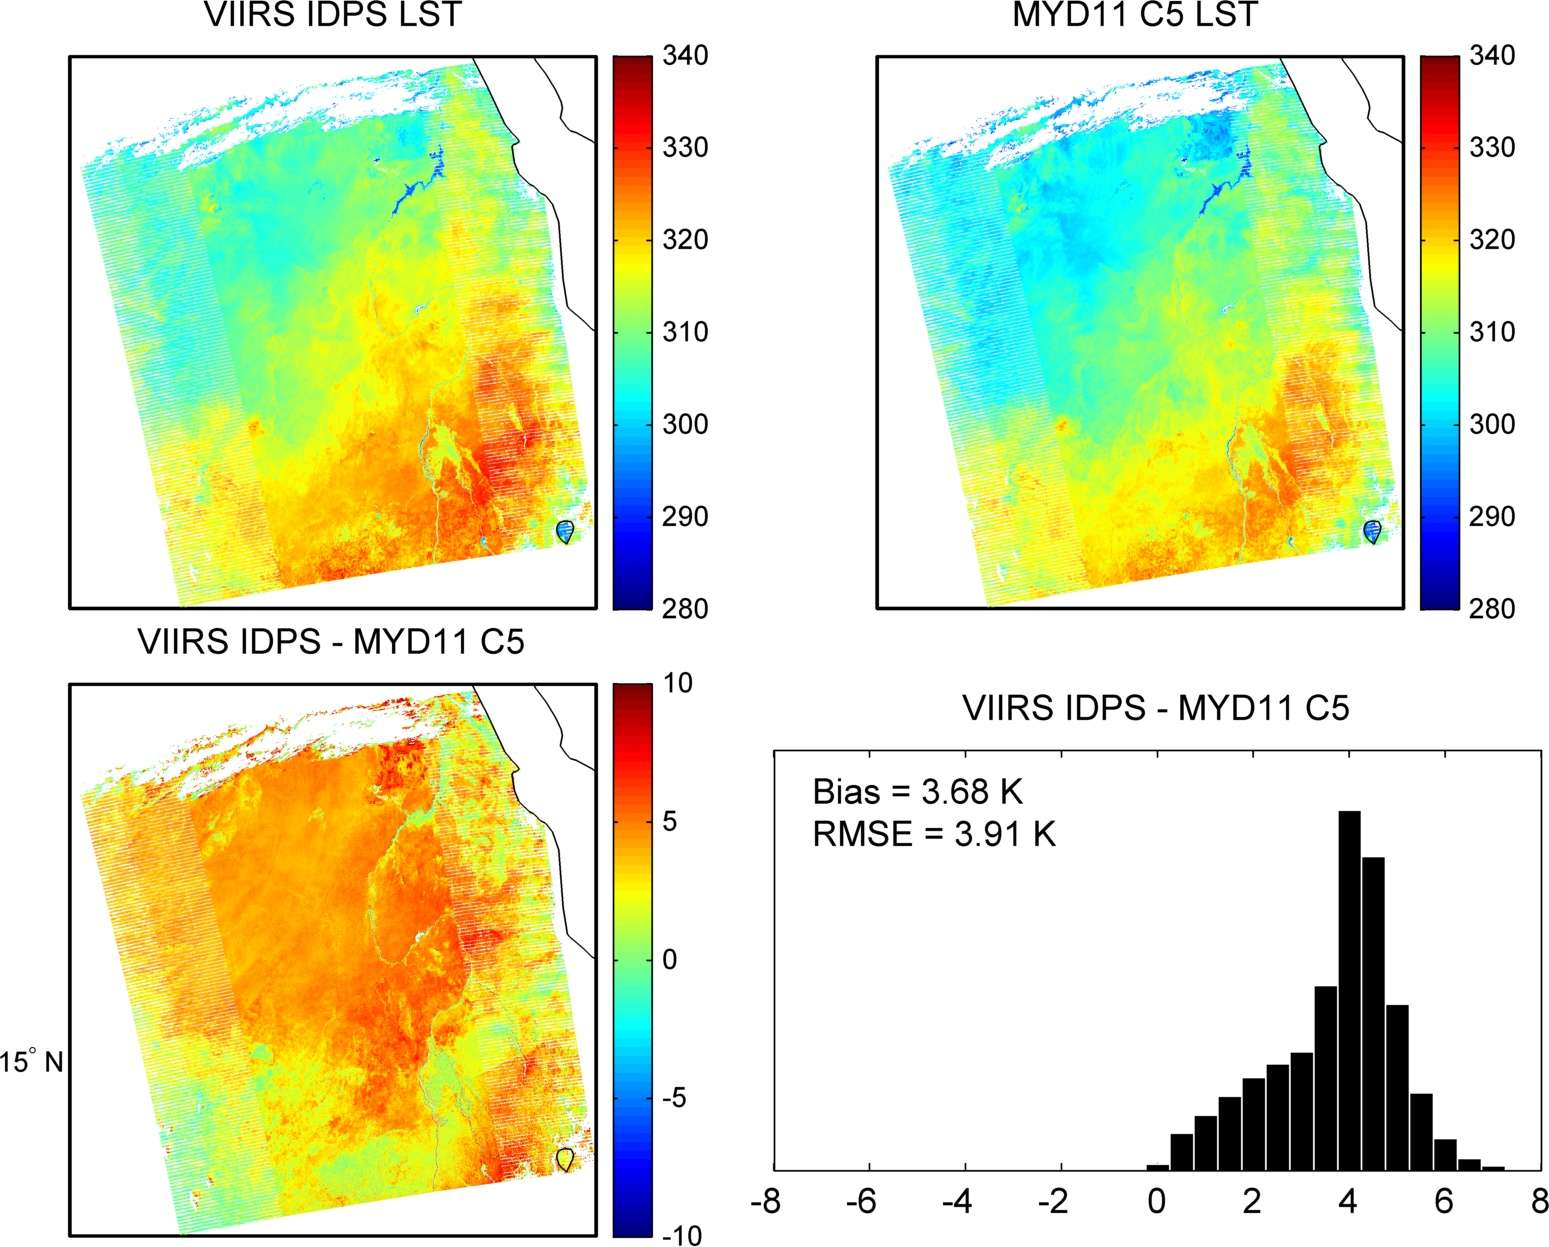 VIIRS IDPS LST
340
330
320
310
300
290
280
MYD11 C5 LST
340
330
320
310
300
290
280
VIIRS IDPS - MYD11 C5
10
5
0
-5
-10
15° N
VIIRS IDPS - MYD11 C5
Bias = 3.68 K
RMSE = 3.91 K
-8 -6 -4 -2 0 2 4 6 8